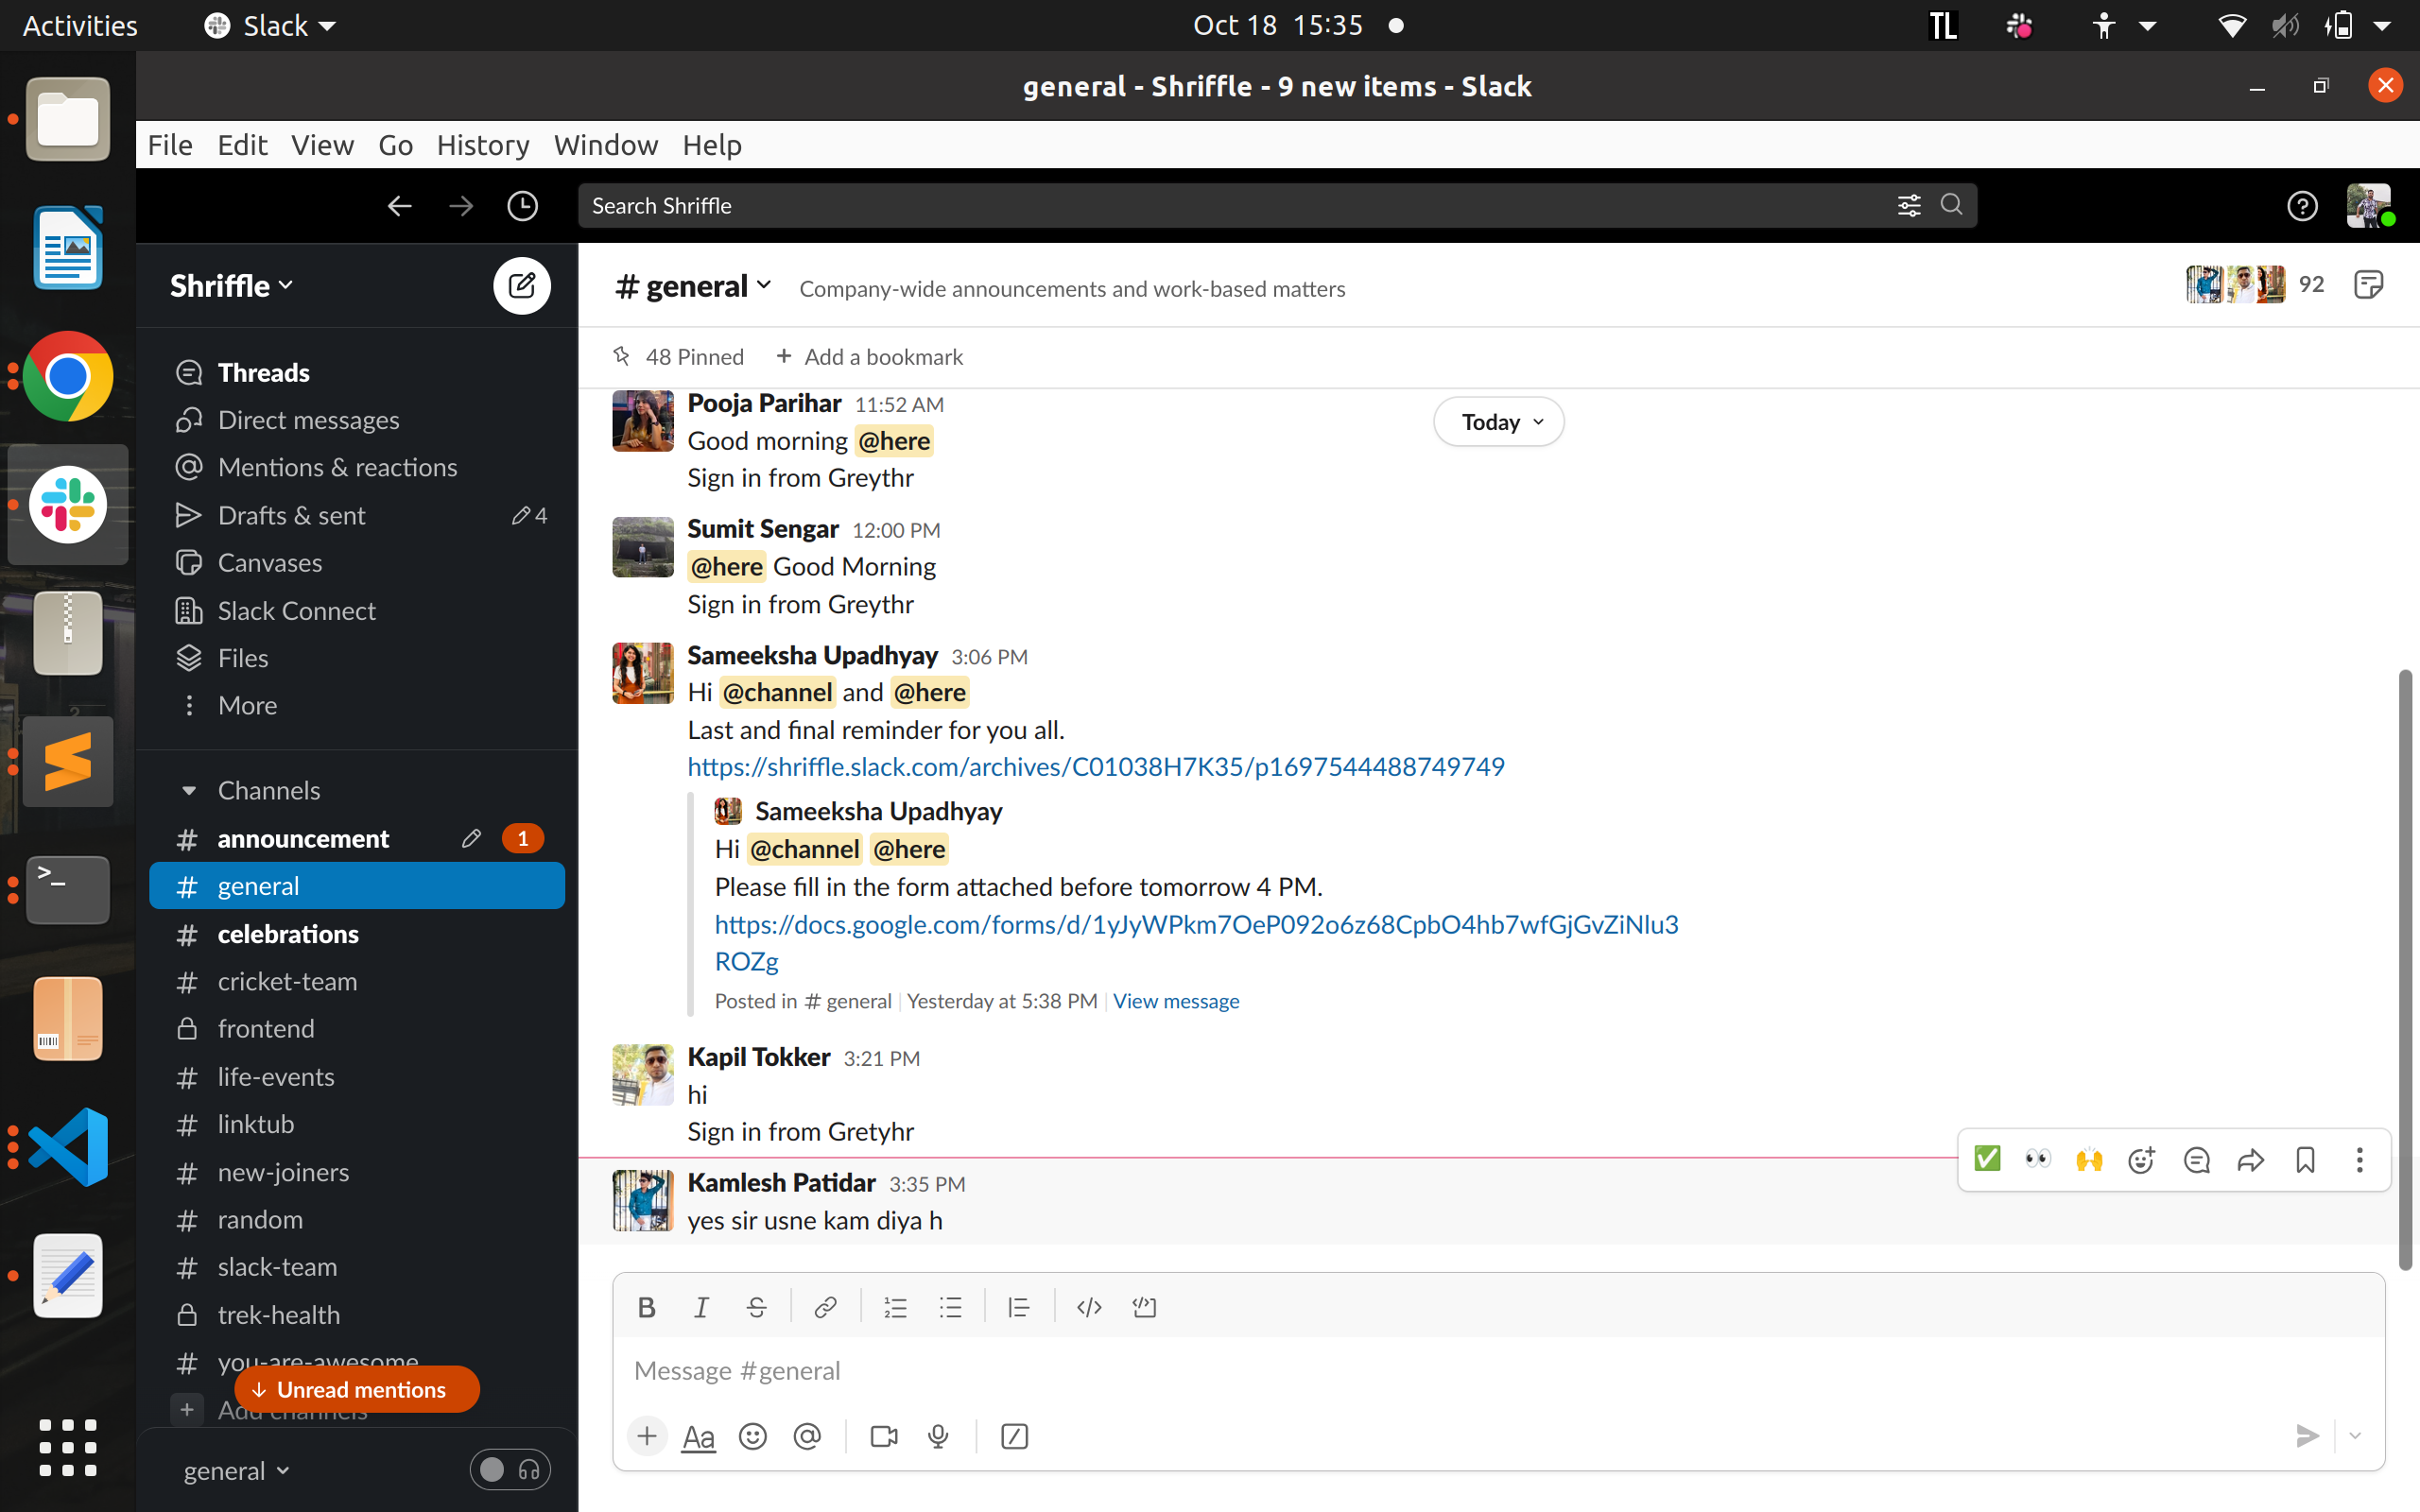 Activities
Slack
Oct 18 15:35
TL
general - Shriffle - 9 new items - Slack
File Edit View Go History Window Help
Search Shriffle
Shriffle
# general
Company-wide announcements and work-based matters
92
48 Pinned
+ Add a bookmark
Threads
Direct messages
Mentions & reactions
Drafts & sent
4
Canvases
Slack Connect
Files
More
Channels
# announcement
1
# general
# celebrations
# cricket-team
frontend
# life-events
# linktub
# new-joiners
# random
# slack-team
trek-health
# you-are-awesome
Unread mentions
+ Add channels
general
Today
Pooja Parihar 11:52 AM
Good morning @here
Sign in from Greythr
Sumit Sengar 12:00 PM
@here Good Morning
Sign in from Greythr
Sameeksha Upadhyay 3:06 PM
Hi @channel and @here
Last and final reminder for you all.
https://shriffle.slack.com/archives/C01038H7K35/p1697544488749749
Sameeksha Upadhyay
Hi @channel @here
Please fill in the form attached before tomorrow 4 PM.
https://docs.google.com/forms/d/1yJyWPkm7OeP092o6z68CpbO4hb7wfGjGvZiNlu3
ROZg
Posted in # general | Yesterday at 5:38 PM | View message
Kapil Tokker 3:21 PM
hi
Sign in from Gretyhr
Kamlesh Patidar 3:35 PM
yes sir usne kam diya h
B I S
Message #general
+ Aa @